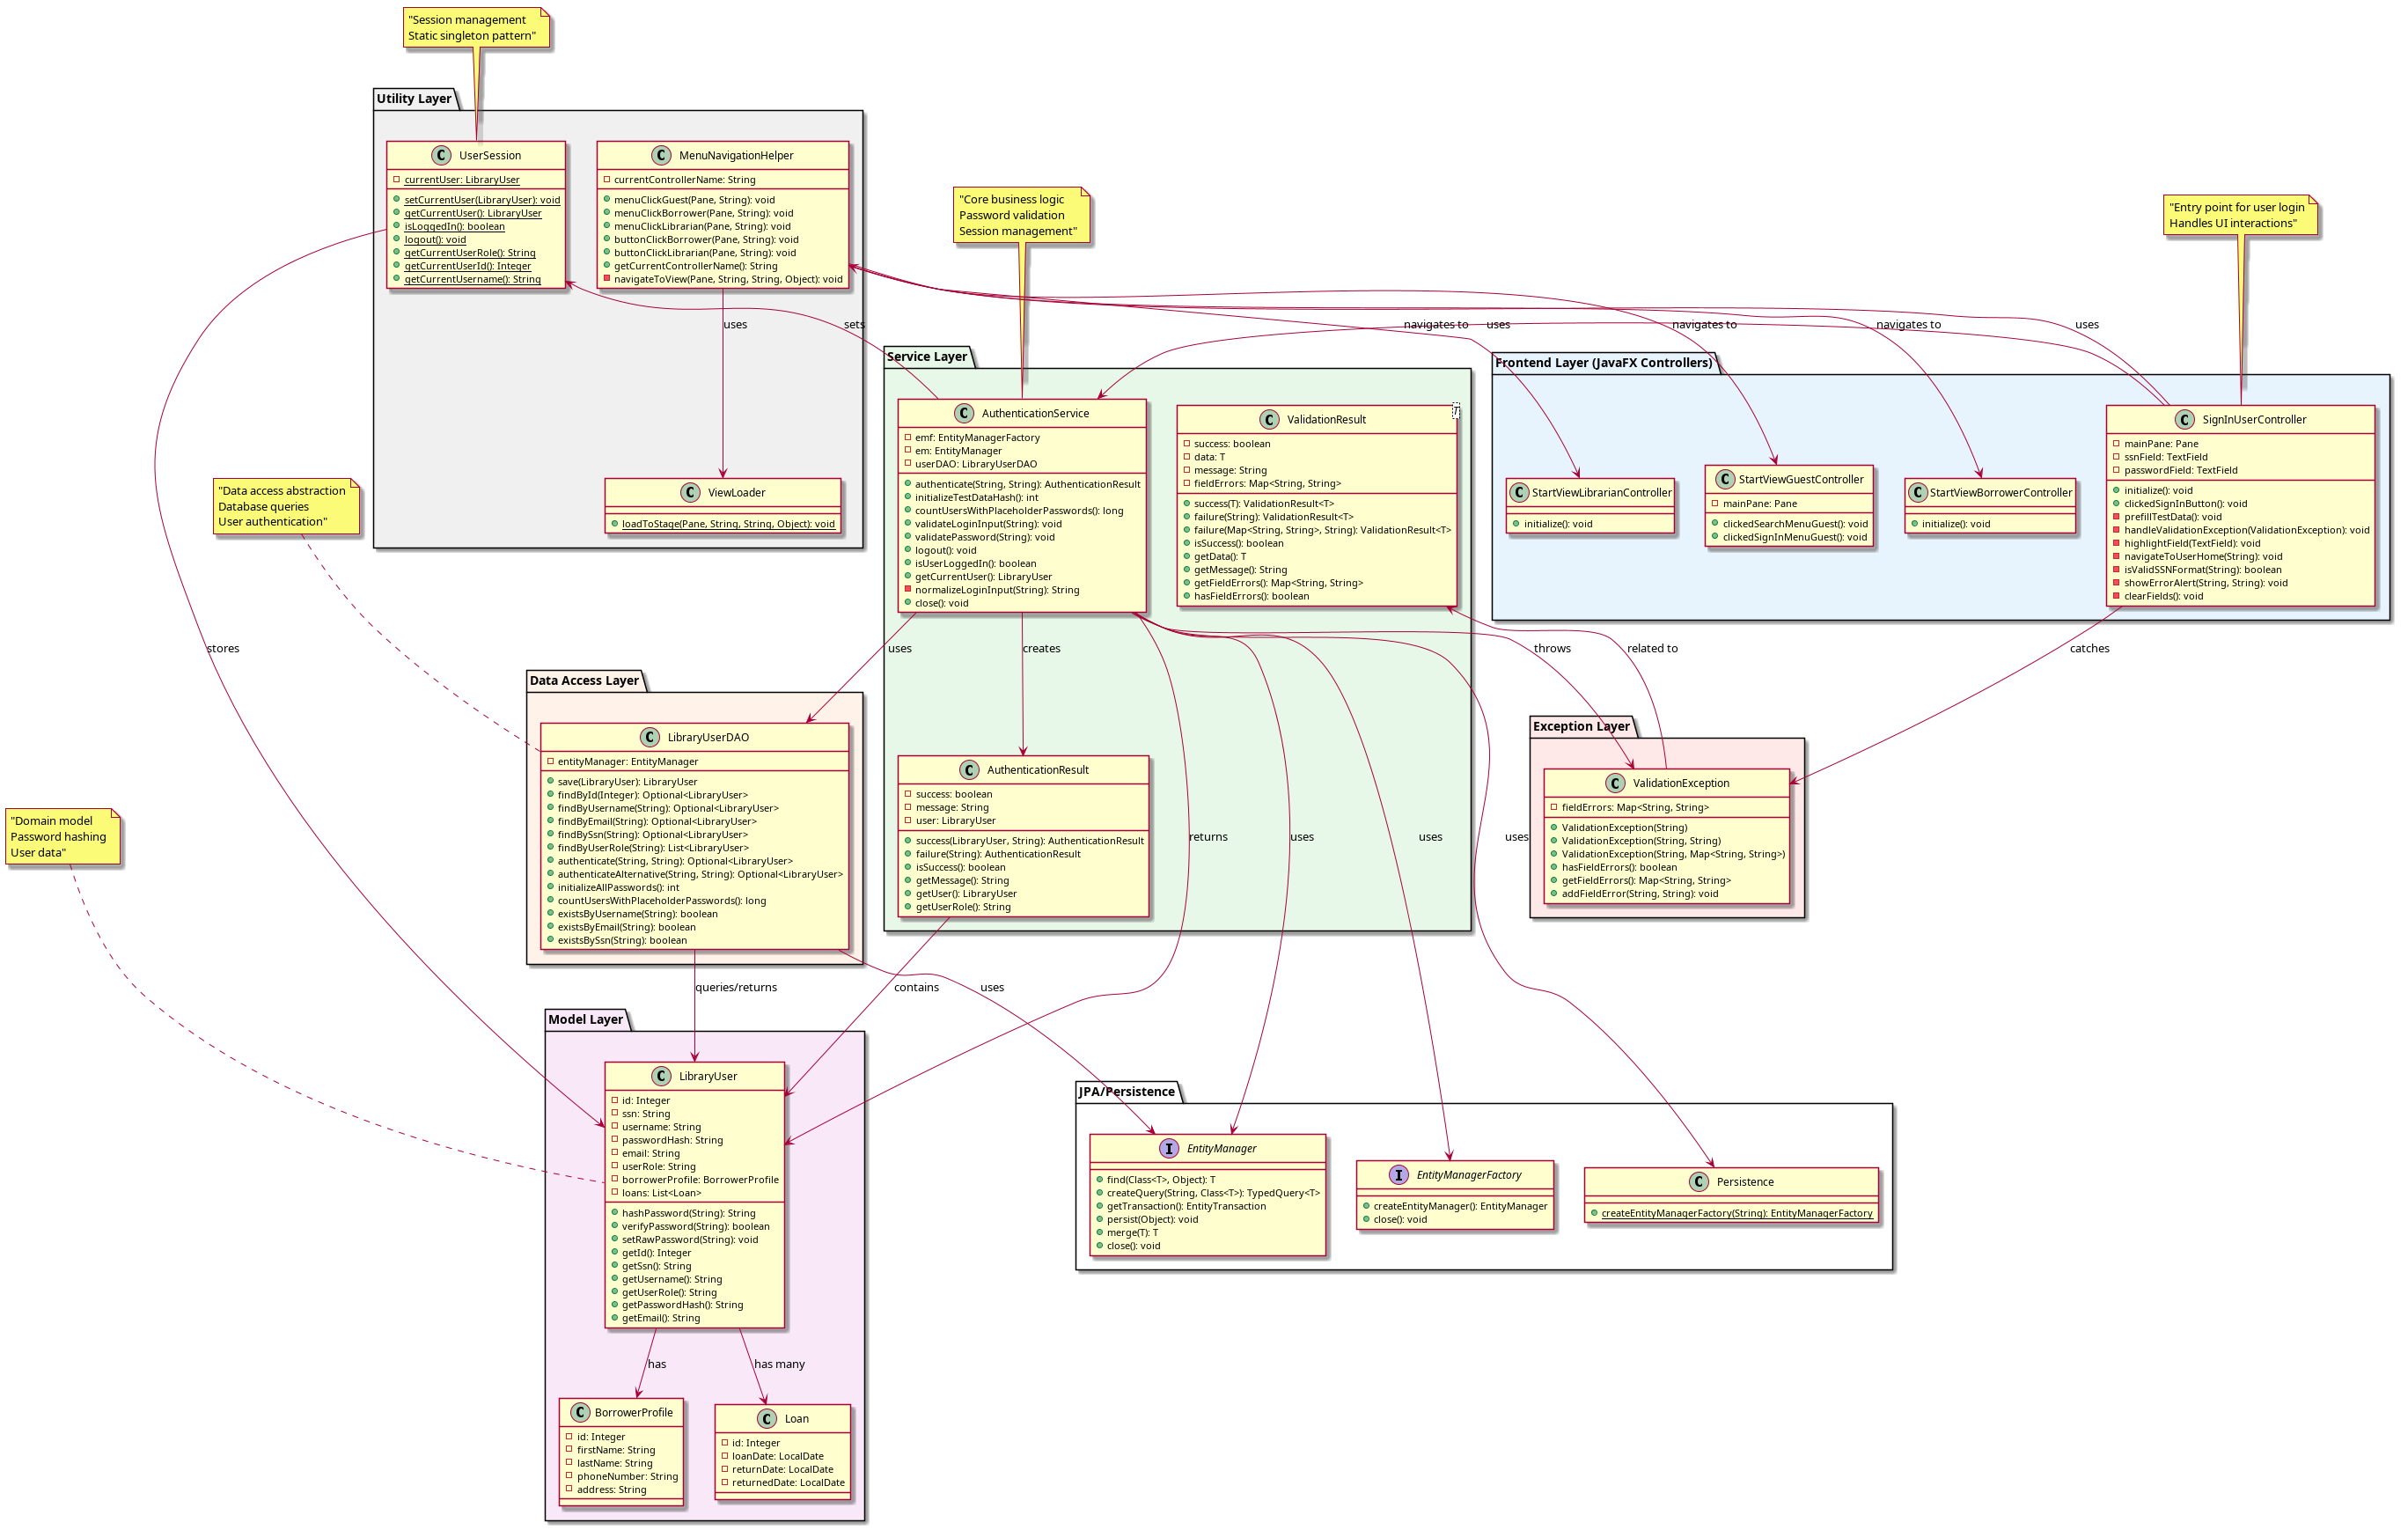 "Session management
Static singleton pattern"
Utility Layer
UserSession
currentUser: LibraryUser
setCurrentUser(LibraryUser): void
getCurrentUser(): LibraryUser
isLoggedIn(): boolean
logout(): void
getCurrentUserRole(): String
getCurrentUserId(): Integer
getCurrentUsername(): String
MenuNavigationHelper
currentControllerName: String
menuClickGuest(Pane, String): void
menuClickBorrower(Pane, String): void
menuClickLibrarian(Pane, String): void
buttonClickBorrower(Pane, String): void
buttonClickLibrarian(Pane, String): void
getCurrentControllerName(): String
navigateToView(Pane, String, String, Object): void
"Core business logic
Password validation
Session management"
"Entry point for user login
Handles UI interactions"
uses
sets
navigates to
uses
navigates to
navigates to
uses
ViewLoader
loadToStage(Pane, String, String, Object): void
Service Layer
AuthenticationService
emf: EntityManagerFactory
em: EntityManager
userDAO: LibraryUserDAO
authenticate(String, String): AuthenticationResult
initializeTestDataHash(): int
countUsersWithPlaceholderPasswords(): long
validateLoginInput(String): void
validatePassword(String): void
logout(): void
isUserLoggedIn(): boolean
getCurrentUser(): LibraryUser
normalizeLoginInput(String): String
close(): void
ValidationResult
T
success: boolean
data: T
message: String
fieldErrors: Map<String, String>
success(T): ValidationResult<T>
failure(String): ValidationResult<T>
failure(Map<String, String>, String): ValidationResult<T>
isSuccess(): boolean
getData(): T
getMessage(): String
getFieldErrors(): Map<String, String>
hasFieldErrors(): boolean
Frontend Layer (JavaFX Controllers)
StartViewLibrarianController
initialize(): void
StartViewGuestController
mainPane: Pane
clickedSearchMenuGuest(): void
clickedSignInMenuGuest(): void
StartViewBorrowerController
initialize(): void
SignInUserController
mainPane: Pane
ssnField: TextField
passwordField: TextField
initialize(): void
clickedSignInButton(): void
prefillTestData(): void
handleValidationException(ValidationException): void
highlightField(TextField): void
navigateToUserHome(String): void
isValidSSNFormat(String): boolean
showErrorAlert(String, String): void
clearFields(): void
"Data access abstraction
Database queries
User authentication"
stores
uses
creates
throws
related to
catches
Data Access Layer
LibraryUserDAO
entityManager: EntityManager
save(LibraryUser): LibraryUser
findById(Integer): Optional<LibraryUser>
findByUsername(String): Optional<LibraryUser>
findByEmail(String): Optional<LibraryUser>
findBySsn(String): Optional<LibraryUser>
findByUserRole(String): List<LibraryUser>
authenticate(String, String): Optional<LibraryUser>
authenticateAlternative(String, String): Optional<LibraryUser>
initializeAllPasswords(): int
countUsersWithPlaceholderPasswords(): long
existsByUsername(String): boolean
existsByEmail(String): boolean
existsBySsn(String): boolean
AuthenticationResult
success: boolean
message: String
user: LibraryUser
success(LibraryUser, String): AuthenticationResult
failure(String): AuthenticationResult
isSuccess(): boolean
getMessage(): String
getUser(): LibraryUser
getUserRole(): String
returns
uses
uses
uses
Exception Layer
ValidationException
fieldErrors: Map<String, String>
ValidationException(String)
ValidationException(String, String)
ValidationException(String, Map<String, String>)
hasFieldErrors(): boolean
getFieldErrors(): Map<String, String>
addFieldError(String, String): void
"Domain model
Password hashing
User data"
queries/returns
contains
uses
Model Layer
LibraryUser
id: Integer
ssn: String
username: String
passwordHash: String
email: String
userRole: String
borrowerProfile: BorrowerProfile
loans: List<Loan>
hashPassword(String): String
verifyPassword(String): boolean
setRawPassword(String): void
getId(): Integer
getSsn(): String
getUsername(): String
getUserRole(): String
getPasswordHash(): String
getEmail(): String
JPA/Persistence
EntityManager
find(Class<T>, Object): T
createQuery(String, Class<T>): TypedQuery<T>
getTransaction(): EntityTransaction
persist(Object): void
merge(T): T
close(): void
EntityManagerFactory
createEntityManager(): EntityManager
close(): void
Persistence
createEntityManagerFactory(String): EntityManagerFactory
has
has many
BorrowerProfile
id: Integer
firstName: String
lastName: String
phoneNumber: String
address: String
Loan
id: Integer
loanDate: LocalDate
returnDate: LocalDate
returnedDate: LocalDate